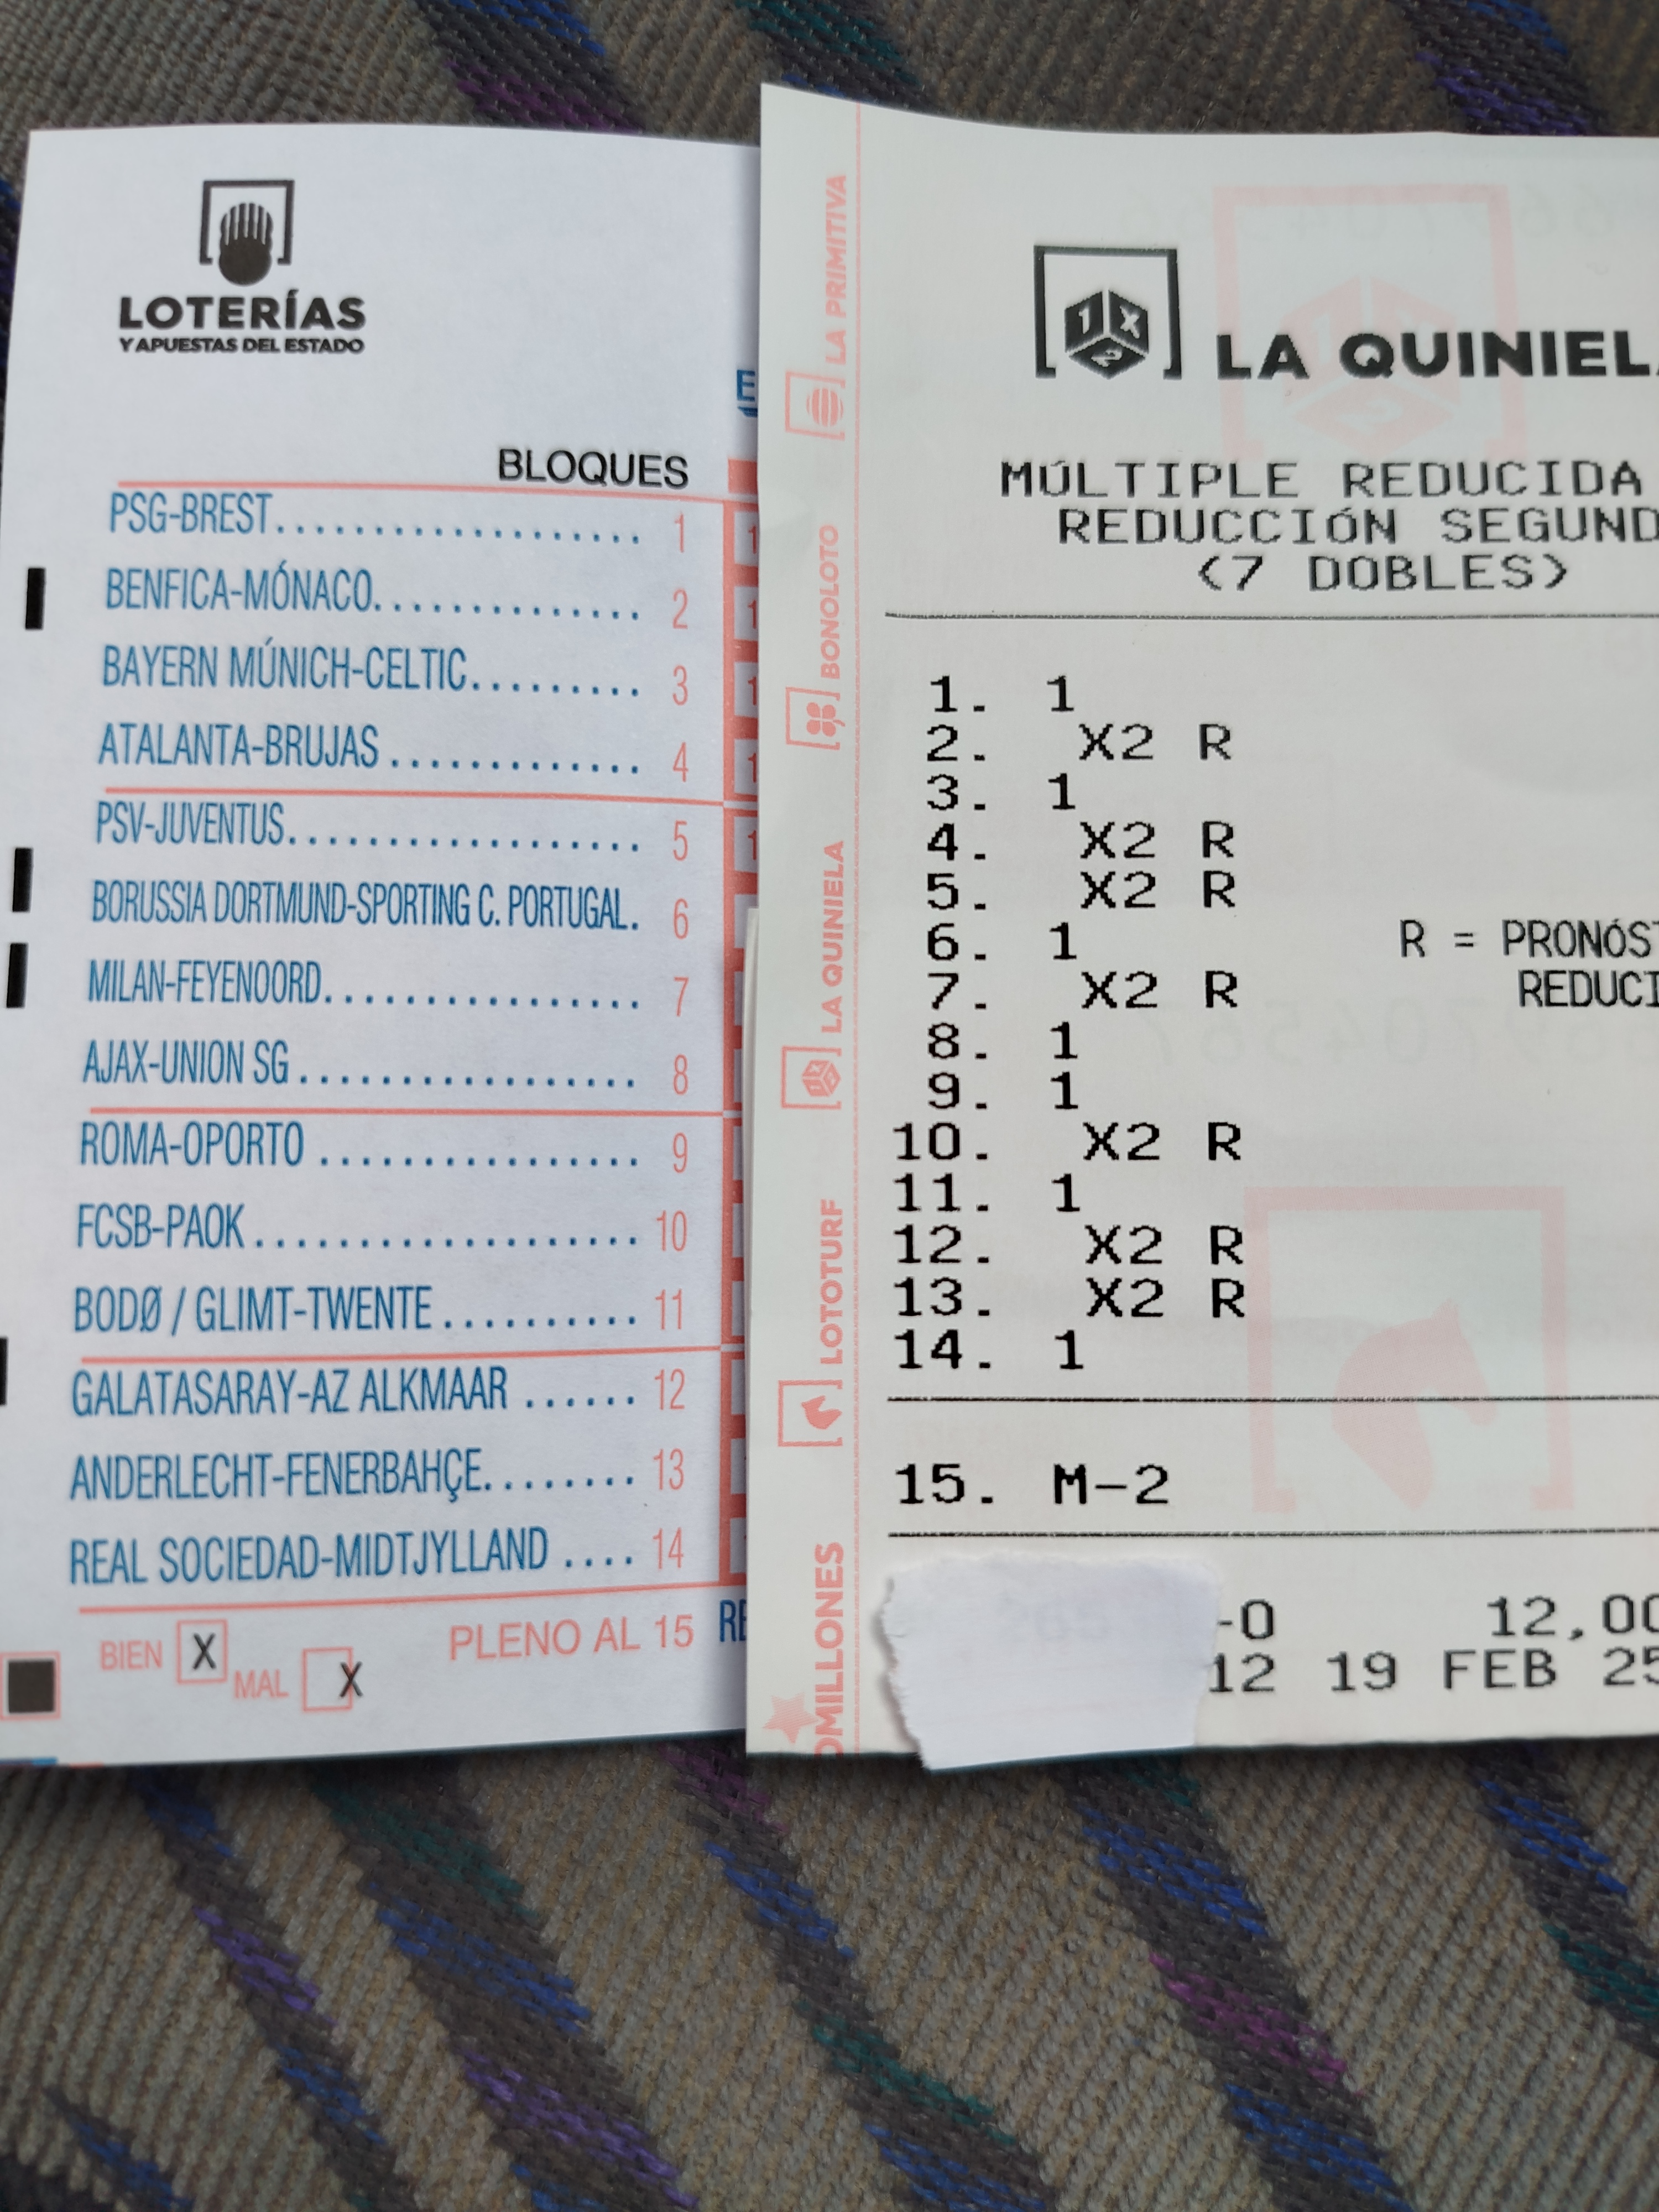 LOTERÍAS
Y APUESTAS DEL ESTADO
BLOQUES
PSG-BREST................... 1
BENFICA-MÓNACO.............. 2
BAYERN MÚNICH-CELTIC......... 3
ATALANTA-BRUJAS............. 4
PSV-JUVENTUS.................. 5
BORUSSIA DORTMUND-SPORTING C. PORTUGAL. 6
MILAN-FEYENOORD................ 7
AJAX-UNION SG................. 8
ROMA-OPORTO ................ 9
FCSB-PAOK.................... 10
BODØ / GLIMT-TWENTE.......... 11
GALATASARAY-AZ ALKMAAR ...... 12
ANDERLECHT-FENERBAHÇE........ 13
REAL SOCIEDAD-MIDTJYLLAND .... 14
BIEN X MAL X PLENO AL 15
LA PRIMITIVA
BONOLOTO
LA QUINIELA
LOTOTURF
OMILLONES
1X2 LA QUINIEL
MÚLTIPLE REDUCIDA
REDUCCIÓN SEGUND
(7 DOBLES)
1. 1
2. X2 R
3. 1
4. X2 R
5. X2 R
6. 1
R = PRONÓS
7. X2 R
REDUCI
8. 1
9. 1
10. X2 R
11. 1
12. X2 R
13. X2 R
14. 1
15. M-2
-0 12,00
12 19 FEB 25